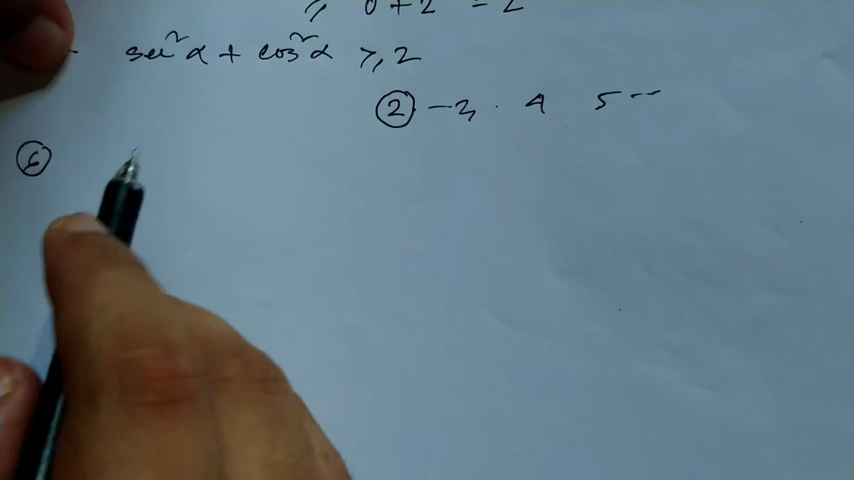 ≥ 0 + 2 = 2
sec²α + cos²α ≥ 2
② - 3 . 4 5 --
⑥